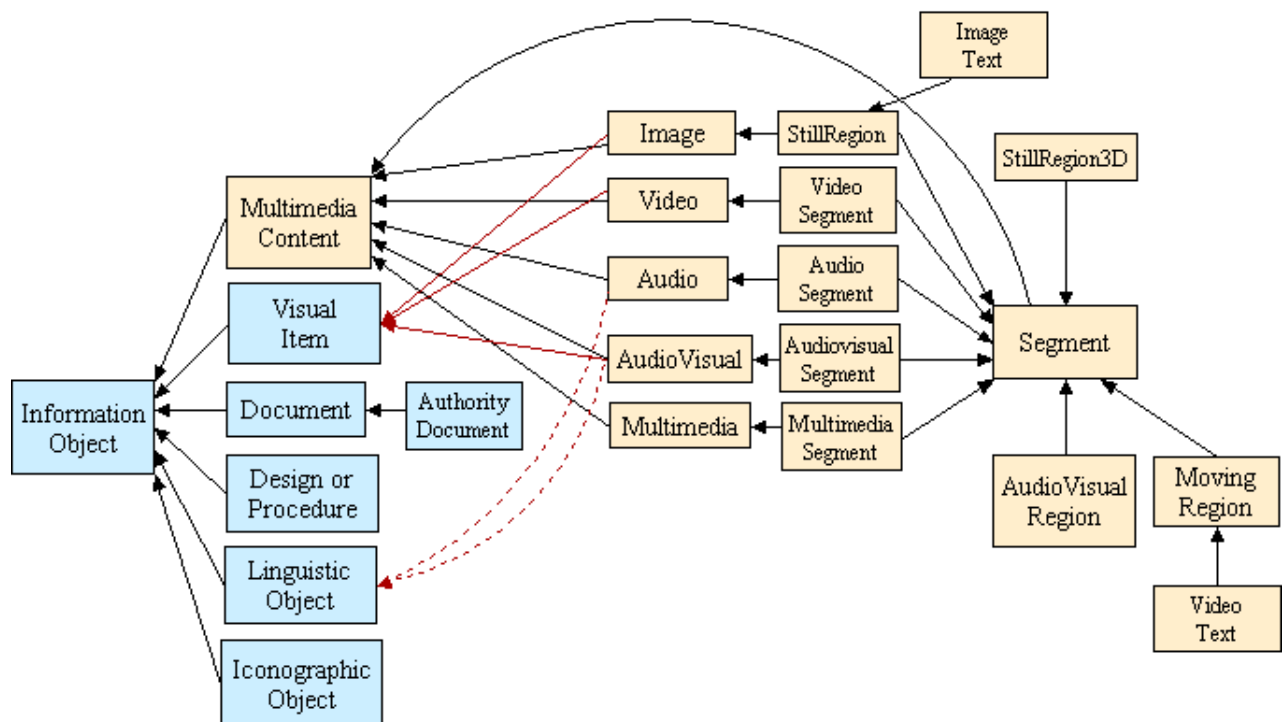 Image
Text
Image
StillRegion
StillRegion3D
Multimedia
Content
Video
Video
Segment
Audio
Audio
Segment
Visual
Item
Segment
AudioVisual
Audiovisual
Segment
Information
Object
Document
Authority
Document
Multimedia
Multimedia
Segment
Design or
Procedure
AudioVisual
Region
Moving
Region
Linguistic
Object
Video
Text
Iconographic
Object